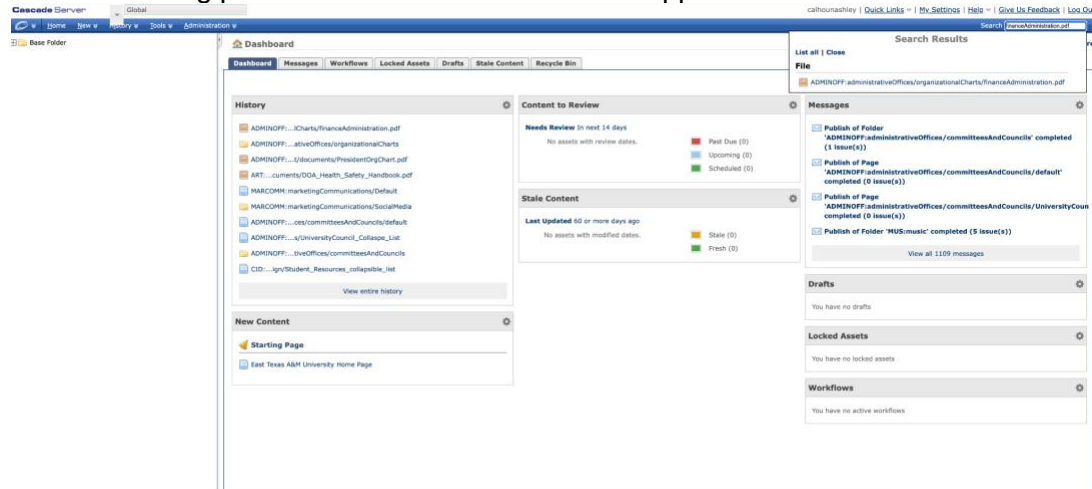 Cascade Server
Global
calhounashley | Quick Links | My Settings | Help | Give Us Feedback | Log Ou
Home New History Tools Administration
Search inanceAdministration.pdf
Base Folder
Dashboard
Dashboard Messages Workflows Locked Assets Drafts Stale Content Recycle Bin
Search Results
List all | Close
File
ADMINOFF:administrativeOffices/organizationalCharts/financeAdministration.pdf
History
ADMINOFF:...lCharts/financeAdministration.pdf
ADMINOFF:...ativeOffices/organizationalCharts
ADMINOFF:...t/documents/PresidentOrgChart.pdf
ART:...cuments/DOA_Health_Safety_Handbook.pdf
MARCOMM:marketingCommunications/Default
MARCOMM:marketingCommunications/SocialMedia
ADMINOFF:...ces/committeesAndCouncils/default
ADMINOFF:...s/UniversityCouncil_Collaspe_List
ADMINOFF:...tiveOffices/committeesAndCouncils
CID:...ign/Student_Resources_collapsible_list
View entire history
New Content
Starting Page
East Texas A&M University Home Page
Content to Review
Needs Review In next 14 days
No assets with review dates.
Past Due (0)
Upcoming (0)
Scheduled (0)
Stale Content
Last Updated 60 or more days ago
No assets with modified dates.
Stale (0)
Fresh (0)
Messages
Publish of Folder
'ADMINOFF:administrativeOffices/committeesAndCouncils' completed
(1 issue(s))
Publish of Page
'ADMINOFF:administrativeOffices/committeesAndCouncils/default'
completed (0 issue(s))
Publish of Page
'ADMINOFF:administrativeOffices/committeesAndCouncils/UniversityCoun
completed (0 issue(s))
Publish of Folder 'MUS:music' completed (5 issue(s))
View all 1109 messages
Drafts
You have no drafts
Locked Assets
You have no locked assets
Workflows
You have no active workflows